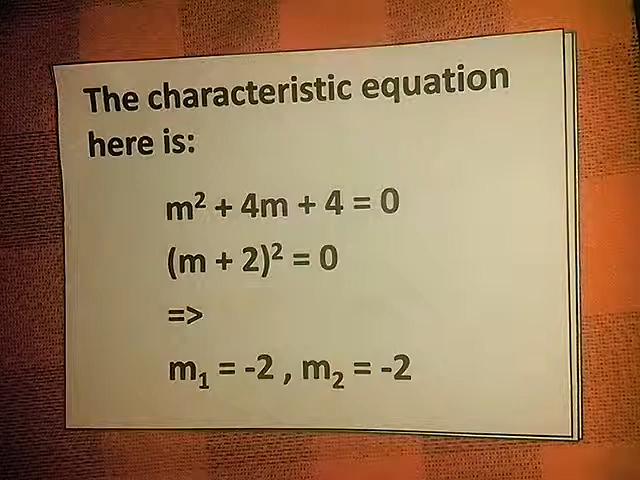 The characteristic equation
here is:
m² + 4m + 4 = 0
(m + 2)² = 0
=>
m₁ = -2 , m₂ = -2